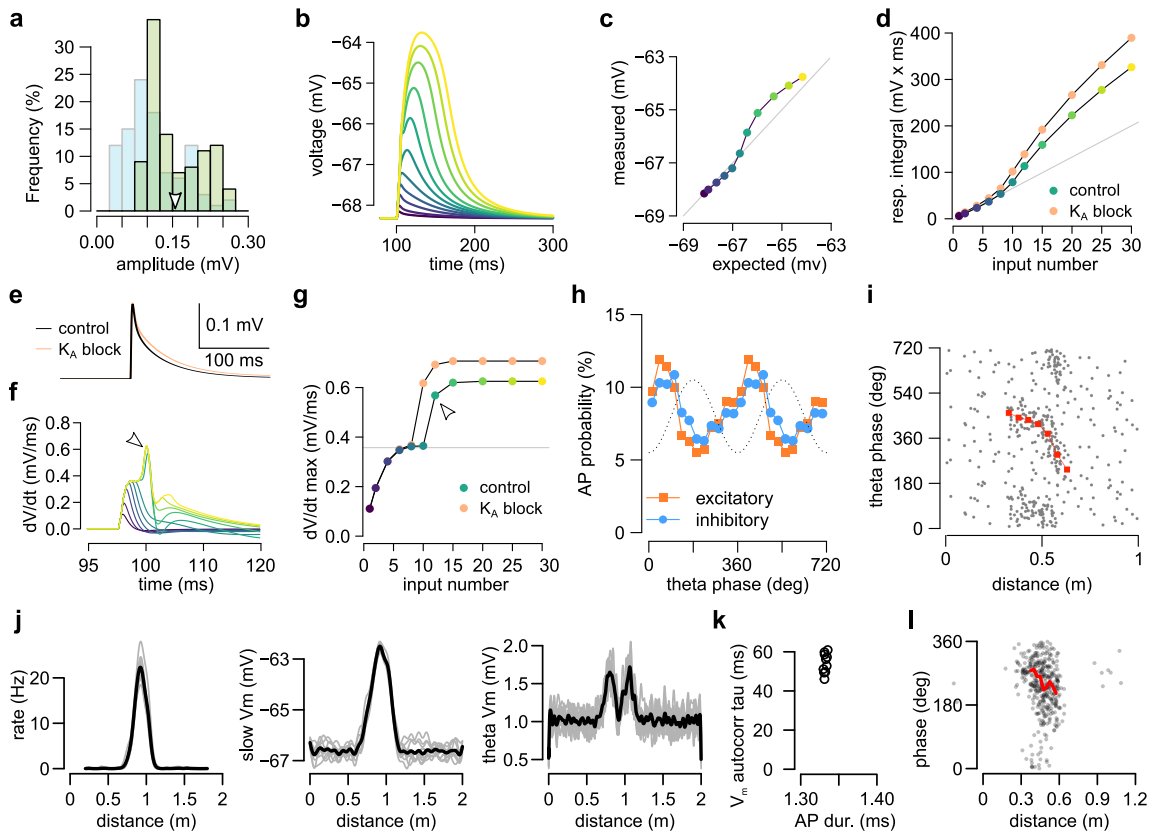 a
Frequency (%)
30
20
10
0
0.00
0.15
0.30
amplitude (mV)
b
voltage (mV)
−64
−65
−66
−67
−68
100
200
300
time (ms)
c
measured (mV)
−63
−65
−67
−69
−69
−67
−65
−63
expected (mv)
d
resp. integral (mV x ms)
400
300
200
100
0
0
5
10
15
20
25
30
input number
control
KA block
e
control
KA block
0.1 mV
100 ms
f
dV/dt (mV/ms)
0.8
0.6
0.4
0.2
0.0
95
100
110
120
time (ms)
g
dV/dt max (mV/ms)
0.6
0.4
0.2
0.0
0
5
10
15
20
25
30
input number
control
KA block
h
AP probability (%)
15
10
5
0
0
360
720
theta phase (deg)
excitatory
inhibitory
i
theta phase (deg)
720
540
360
180
0
0
0.5
1
distance (m)
j
rate (Hz)
20
10
0
0
0.5
1
1.5
2
distance (m)
slow Vm (mV)
−63
−65
−67
0
0.5
1
1.5
2
distance (m)
theta Vm (mV)
2.0
1.5
1.0
0.5
0
0.5
1
1.5
2
distance (m)
k
Vm autocorr tau (ms)
60
40
20
0
1.30
1.40
AP dur. (ms)
l
phase (deg)
360
180
0
0
0.3
0.6
0.9
1.2
distance (m)